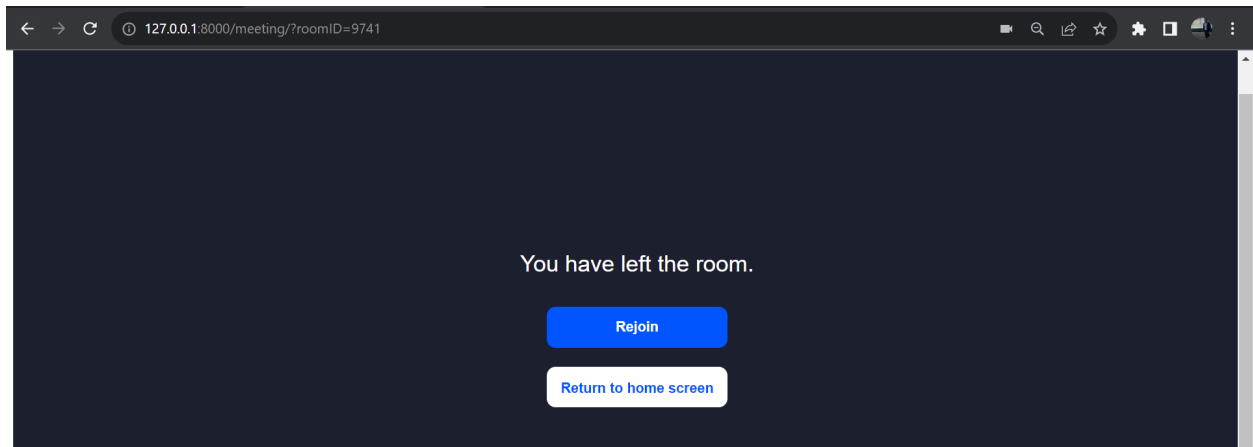 127.0.0.1:8000/meeting/?roomID=9741
You have left the room.
Rejoin
Return to home screen